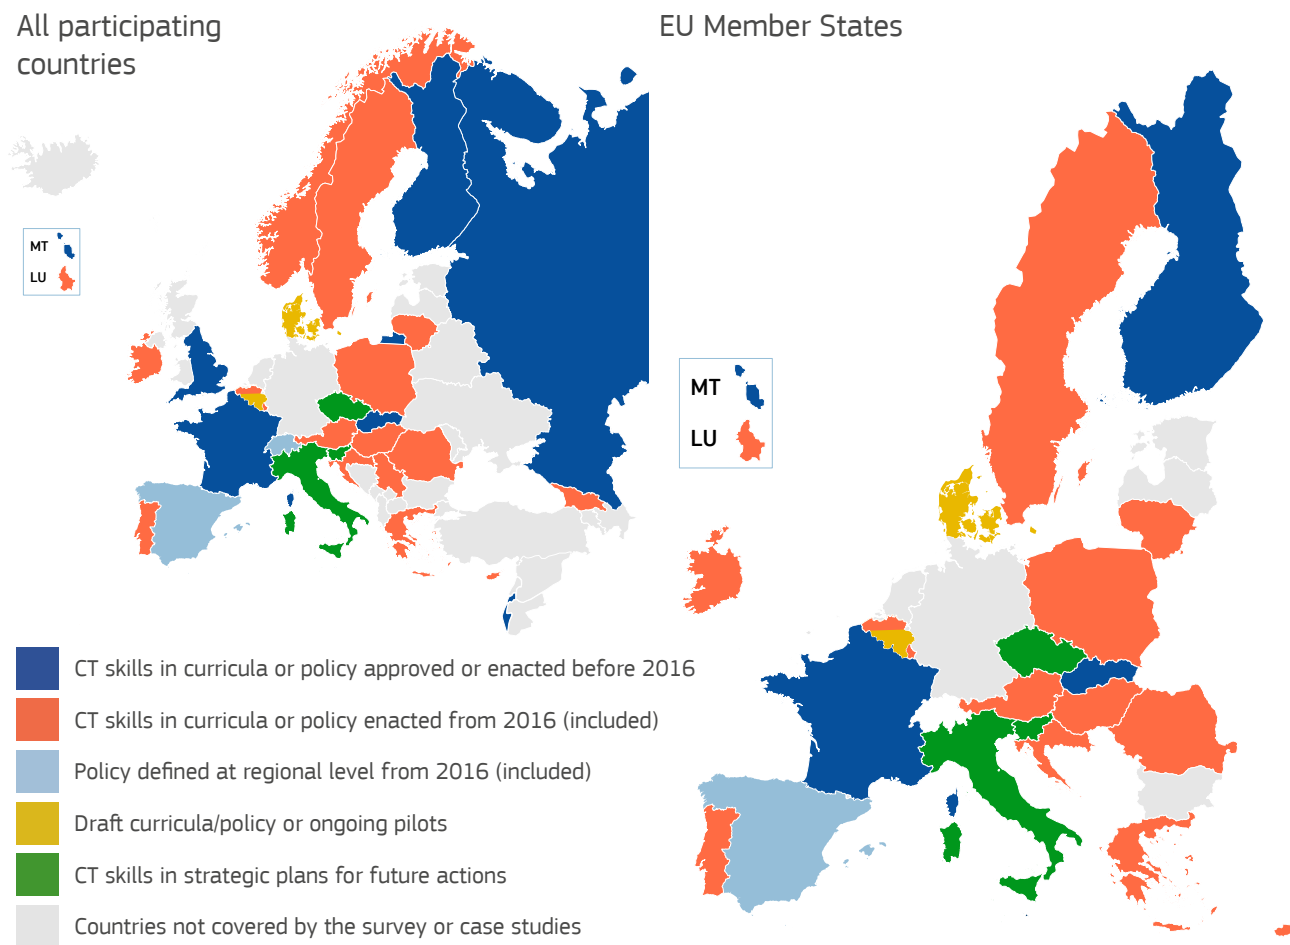 All participating
countries
EU Member States
MT
LU
MT
LU
CT skills in curricula or policy approved or enacted before 2016
CT skills in curricula or policy enacted from 2016 (included)
Policy defined at regional level from 2016 (included)
Draft curricula/policy or ongoing pilots
CT skills in strategic plans for future actions
Countries not covered by the survey or case studies